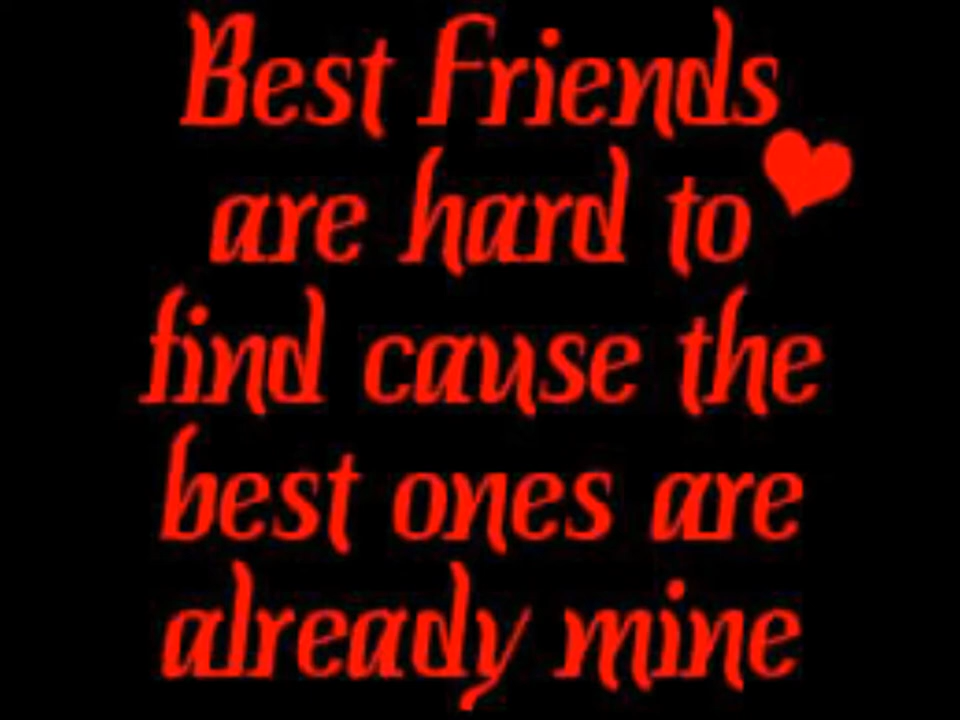 Best Friends
are hard to
find cause the
best ones are
already mine